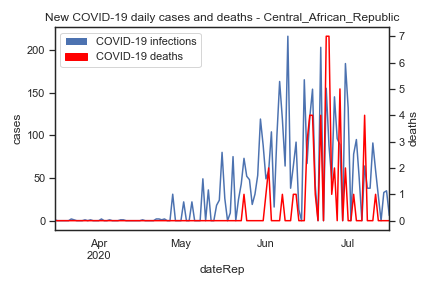 New COVID-19 daily cases and deaths - Central_African_Republic
COVID-19 infections
COVID-19 deaths
cases
200
150
100
50
0
deaths
7
6
5
4
3
2
1
0
Apr
2020
May
Jun
Jul
dateRep